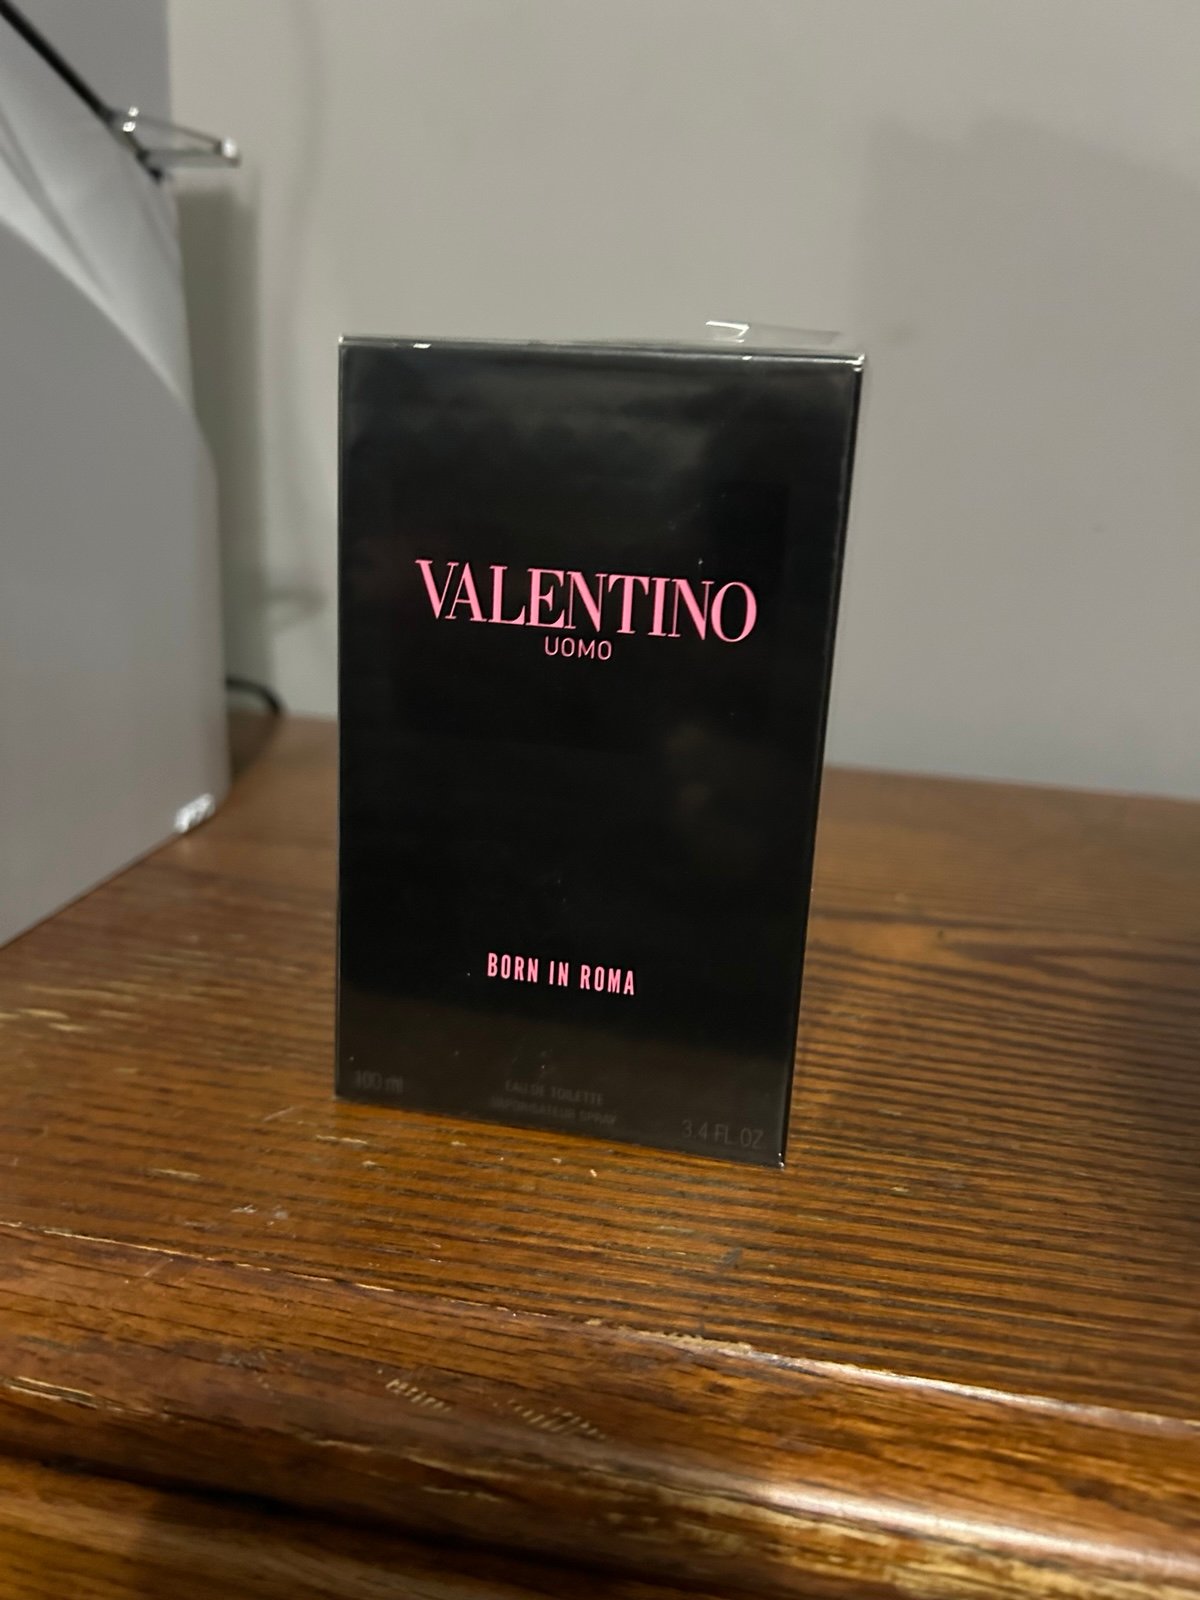 VALENTINO
UOMO
BORN IN ROMA
100 ml
EAU DE TOILETTE
VAPORISATEUR SPRAY
3.4 FL.OZ